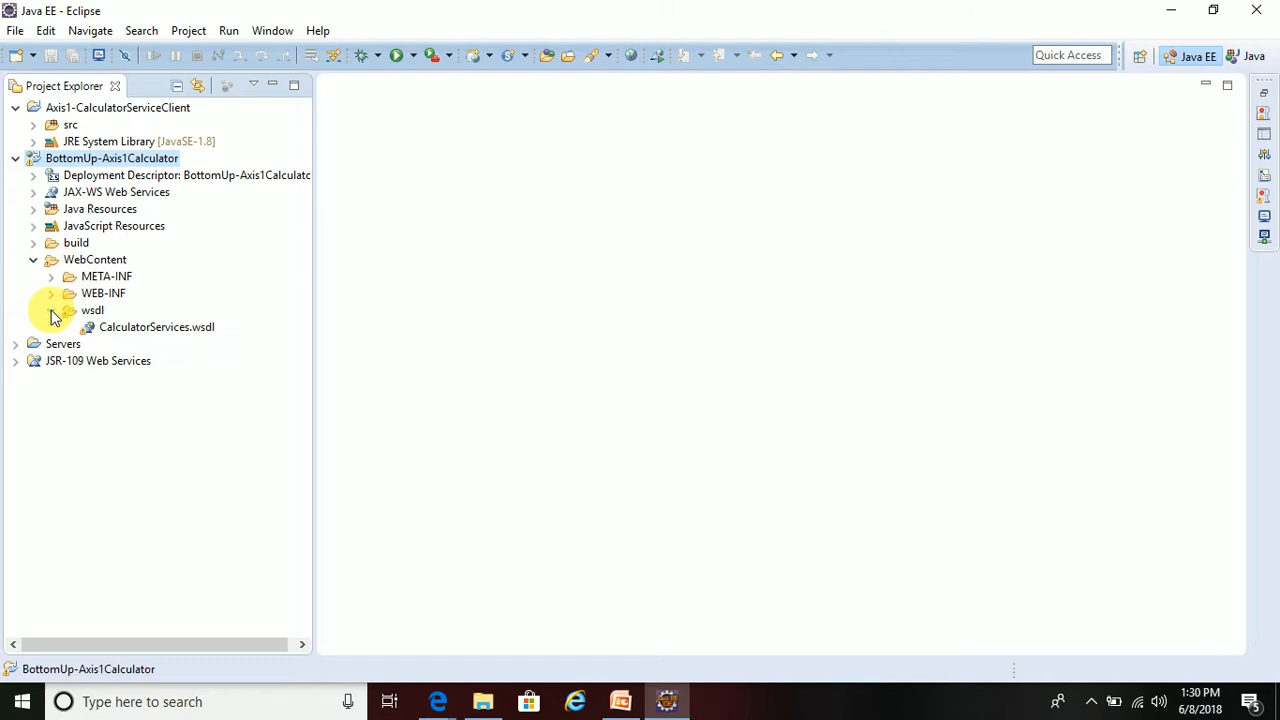 Java EE - Eclipse
File Edit Navigate Search Project Run Window Help
Quick Access
Java EE
Java
Project Explorer
Axis1-CalculatorServiceClient
src
JRE System Library [JavaSE-1.8]
BottomUp-Axis1Calculator
Deployment Descriptor: BottomUp-Axis1Calculato
JAX-WS Web Services
Java Resources
JavaScript Resources
build
WebContent
META-INF
WEB-INF
wsdl
CalculatorServices.wsdl
Servers
JSR-109 Web Services
BottomUp-Axis1Calculator
Type here to search
1:30 PM
6/8/2018
5